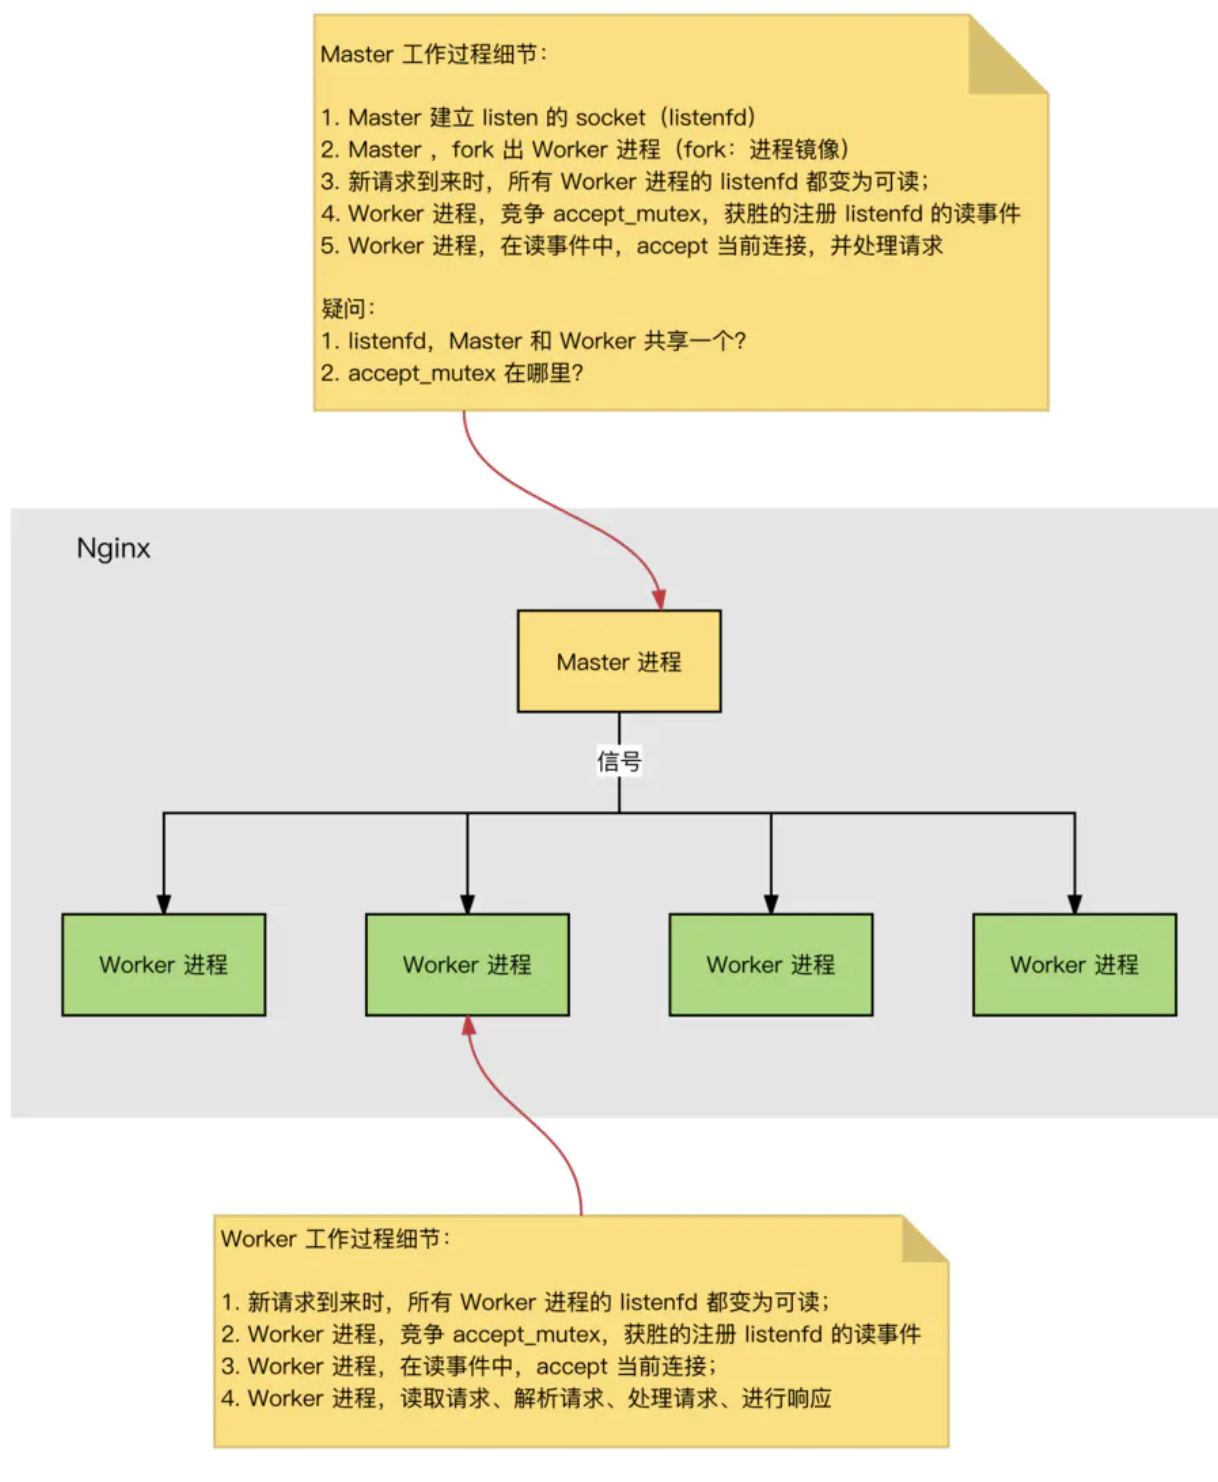 Master 工作过程细节：
1. Master 建立 listen 的 socket（listenfd）
2. Master ，fork 出 Worker 进程（fork：进程镜像）
3. 新请求到来时，所有 Worker 进程的 listenfd 都变为可读；
4. Worker 进程，竞争 accept_mutex，获胜的注册 listenfd 的读事件
5. Worker 进程，在读事件中，accept 当前连接，并处理请求
疑问：
1. listenfd，Master 和 Worker 共享一个？
2. accept_mutex 在哪里？
Nginx
Master 进程
信号
Worker 进程
Worker 进程
Worker 进程
Worker 进程
Worker 工作过程细节：
1. 新请求到来时，所有 Worker 进程的 listenfd 都变为可读；
2. Worker 进程，竞争 accept_mutex，获胜的注册 listenfd 的读事件
3. Worker 进程，在读事件中，accept 当前连接；
4. Worker 进程，读取请求、解析请求、处理请求、进行响应